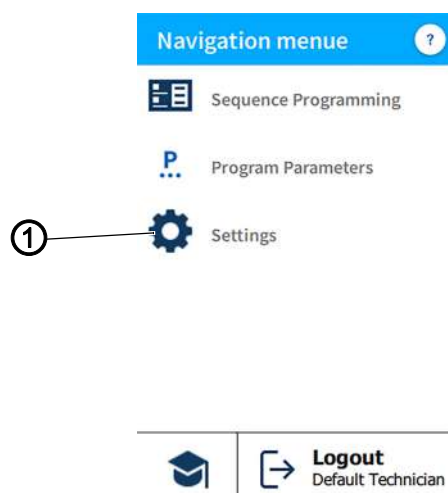 Navigation menue ?
Sequence Programming
P
...
Program Parameters
1
Settings
Logout
Default Technician